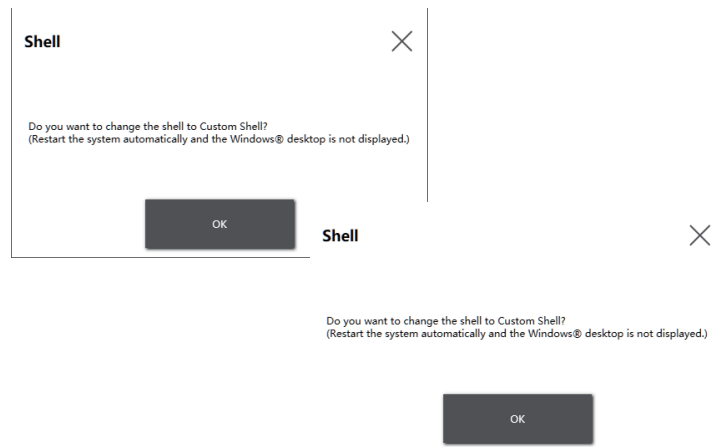 Shell
Do you want to change the shell to Custom Shell?
(Restart the system automatically and the Windows® desktop is not displayed.)
OK
Shell
Do you want to change the shell to Custom Shell?
(Restart the system automatically and the Windows® desktop is not displayed.)
OK